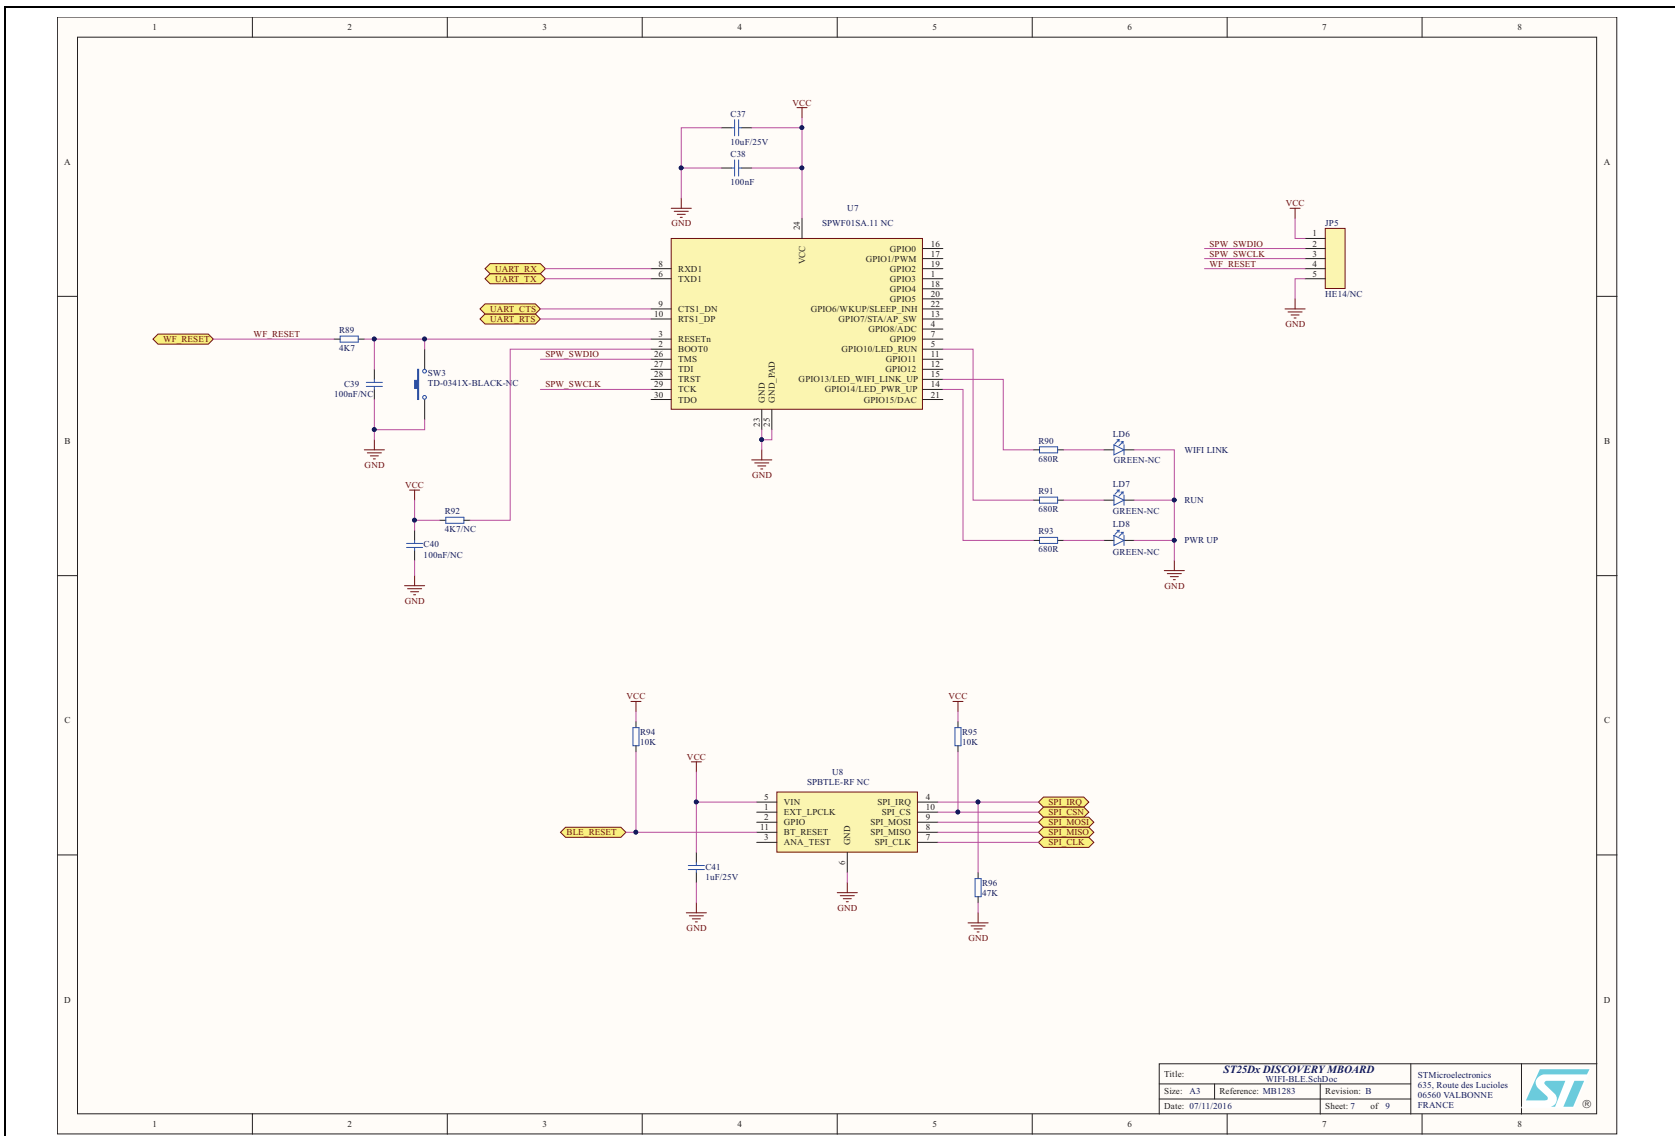 1 2 3 4 5 6 7 8
A A
B B
C C
D D
VCC
C37
10uF/25V
C38
100nF
GND
U7
SPWF01SA.11 NC
24
VCC
UART_RX 8 RXD1
UART_TX 6 TXD1
UART_CTS 9 CTS1_DN
UART_RTS 10 RTS1_DP
3 RESETn
2 BOOT0
SPW_SWDIO 26 TMS
27 TDI
28 TRST
SPW_SWCLK 29 TCK
30 TDO
GPIO0 16
GPIO1/PWM 17
GPIO2 19
GPIO3 1
GPIO4 18
GPIO5 20
GPIO6/WKUP/SLEEP_INH 22
GPIO7/STA/AP_SW 13
GPIO8/ADC 4
GPIO9 7
GPIO10/LED_RUN 5
GPIO11 11
GPIO12 12
GPIO13/LED_WIFI_LINK_UP 15
GPIO14/LED_PWR_UP 14
GPIO15/DAC 21
GND
GND_PAD
23
25
GND
WF_RESET WF_RESET
R89
4K7
C39
100nF/NC
SW3
TD-0341X-BLACK-NC
GND
VCC
R92
4K7/NC
C40
100nF/NC
GND
VCC
JP5
1
SPW_SWDIO 2
SPW_SWCLK 3
WF_RESET 4
5
HE14/NC
GND
R90
680R
LD6
GREEN-NC
WIFI LINK
R91
680R
LD7
GREEN-NC
RUN
R93
680R
LD8
GREEN-NC
PWR UP
GND
VCC
R94
10K
VCC
VCC
R95
10K
U8
SPBTLE-RF NC
5 VIN
1 EXT_LPCLK
2 GPIO
BLE_RESET 11 BT_RESET
3 ANA_TEST
SPI_IRQ 4 SPI_IRQ
SPI_CS 10 SPI_CSN
SPI_MOSI 9 SPI_MOSI
SPI_MISO 8 SPI_MISO
SPI_CLK 7 SPI_CLK
GND
6
GND
C41
1uF/25V
GND
R96
47K
GND
Title: ST25Dx DISCOVERY MBOARD
WIFI-BLE.SchDoc
Size: A3 Reference: MB1283 Revision: B
Date: 07/11/2016 Sheet: 7 of 9
STMicroelectronics
635, Route des Lucioles
06560 VALBONNE
FRANCE
ST ®
1 2 3 4 5 6 7 8